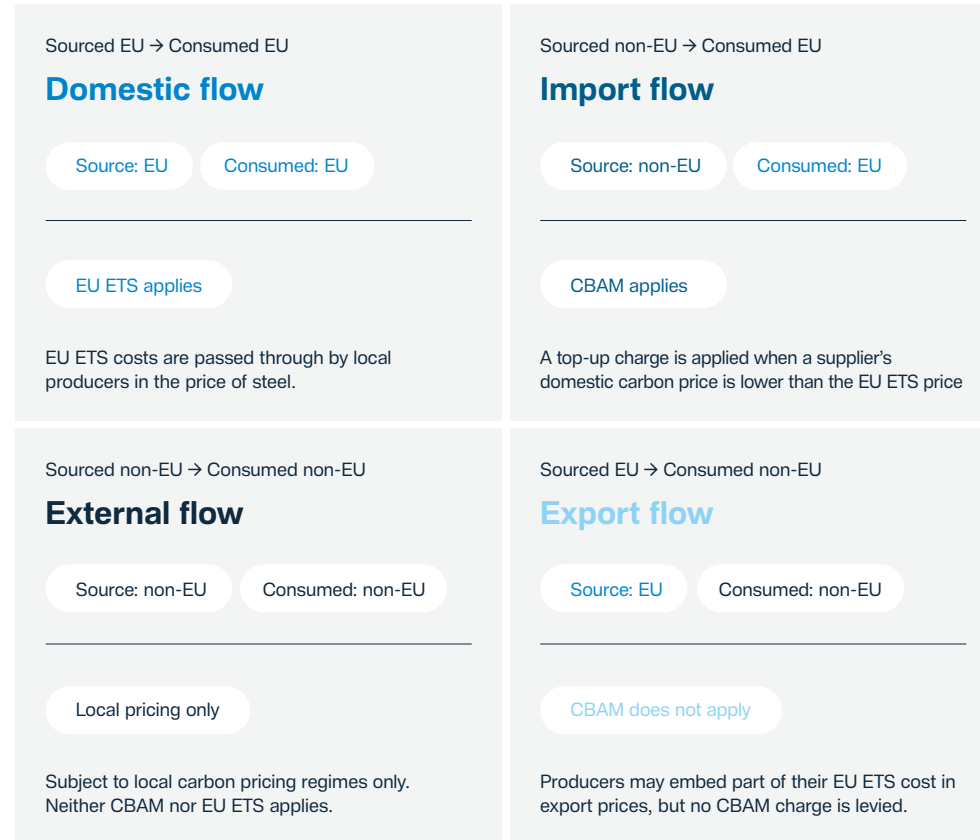 Sourced EU → Consumed EU
Domestic flow
Source: EU
Consumed: EU
EU ETS applies
EU ETS costs are passed through by local
producers in the price of steel.
Sourced non-EU → Consumed EU
Import flow
Source: non-EU
Consumed: EU
CBAM applies
A top-up charge is applied when a supplier’s
domestic carbon price is lower than the EU ETS price
Sourced non-EU → Consumed non-EU
External flow
Source: non-EU
Consumed: non-EU
Local pricing only
Subject to local carbon pricing regimes only.
Neither CBAM nor EU ETS applies.
Sourced EU → Consumed non-EU
Export flow
Source: EU
Consumed: non-EU
CBAM does not apply
Producers may embed part of their EU ETS cost in
export prices, but no CBAM charge is levied.